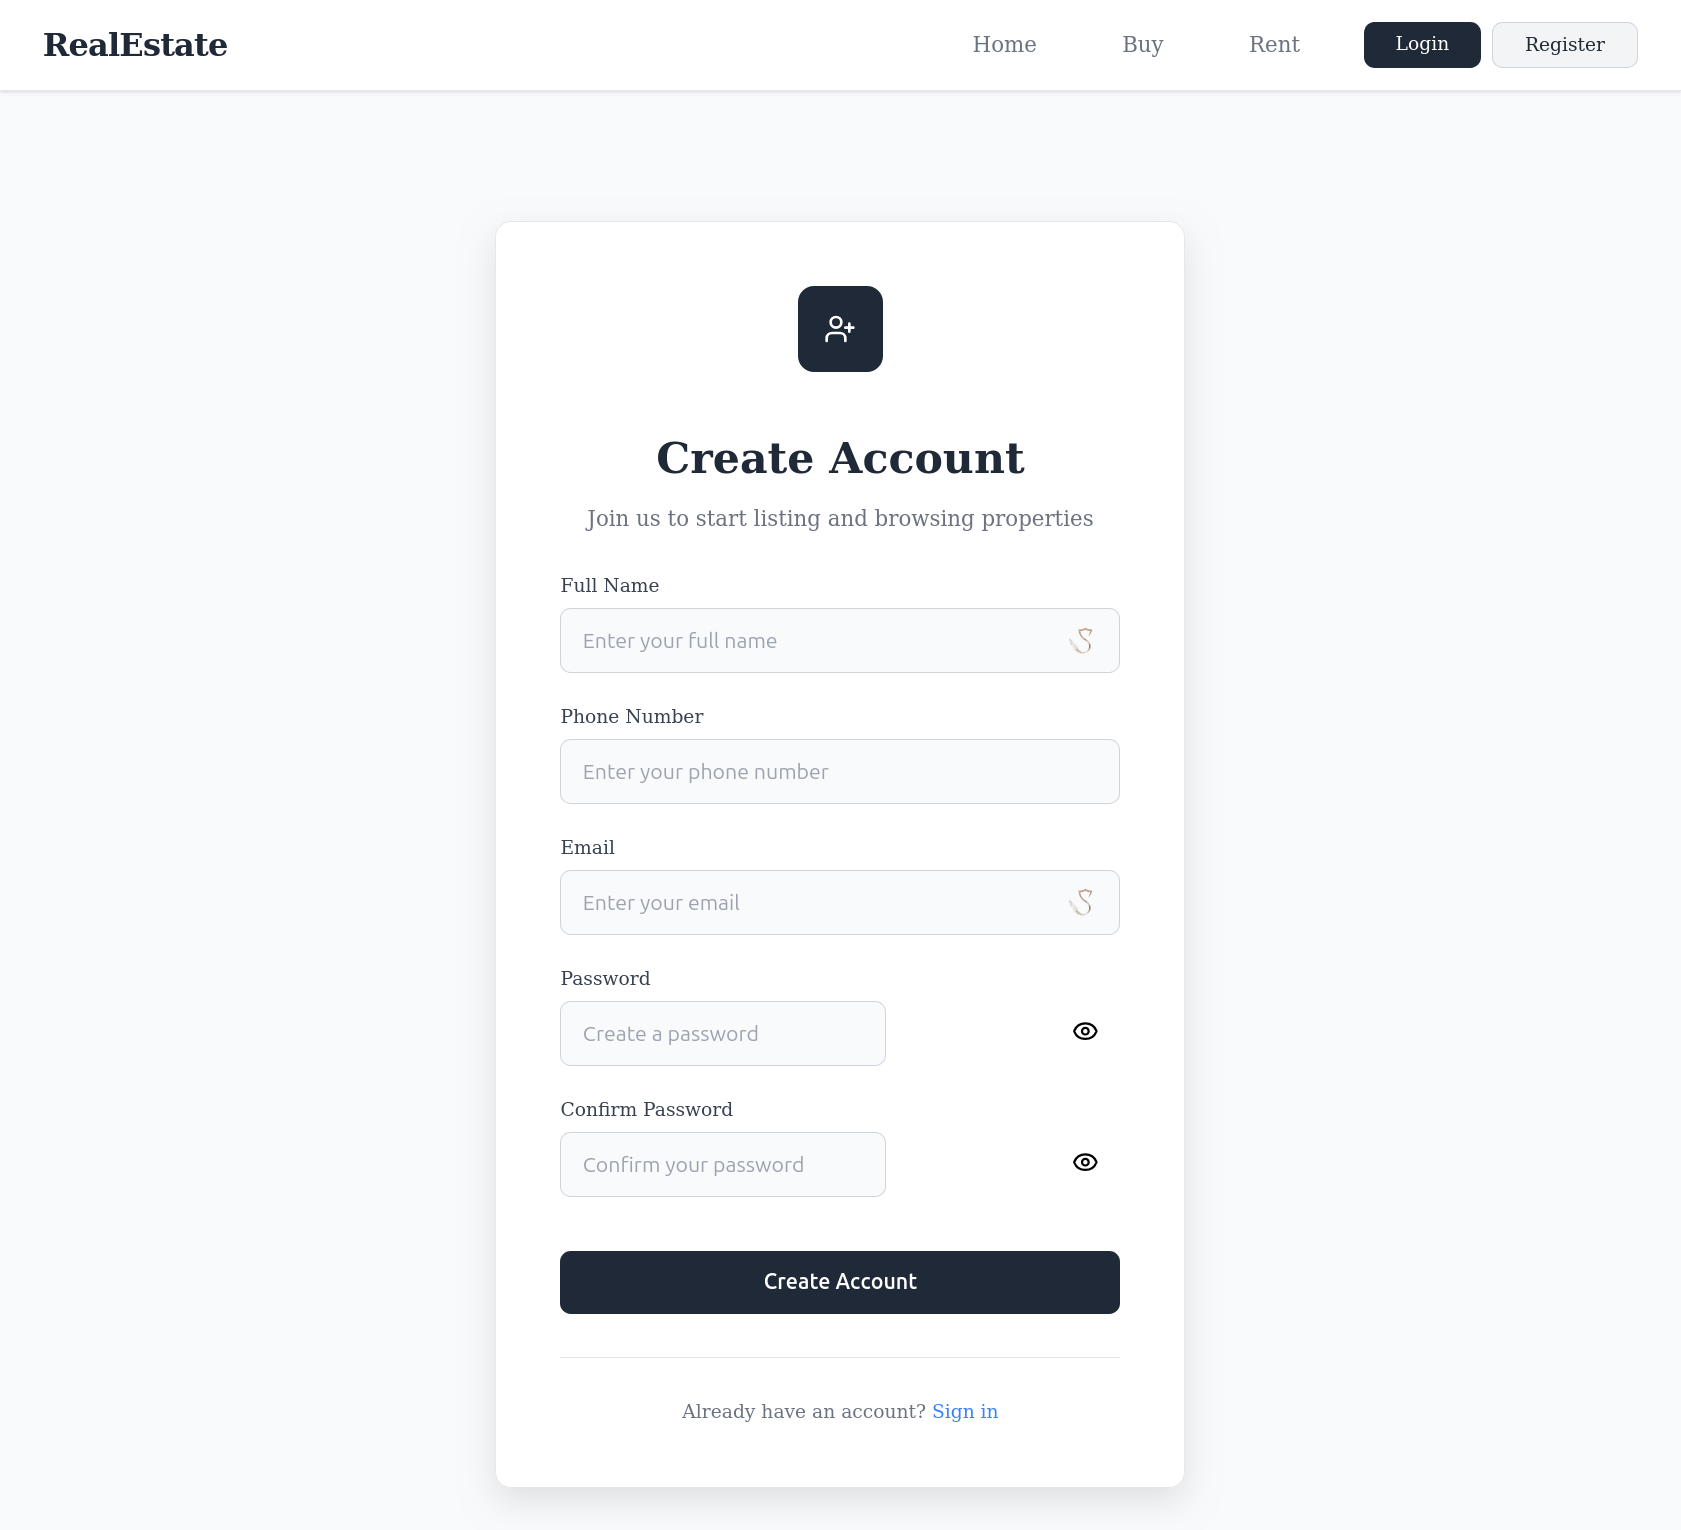 RealEstate
Home
Buy
Rent
Login
Register
Create Account
Join us to start listing and browsing properties
Full Name
Enter your full name
Phone Number
Enter your phone number
Email
Enter your email
Password
Create a password
Confirm Password
Confirm your password
Create Account
Already have an account? Sign in